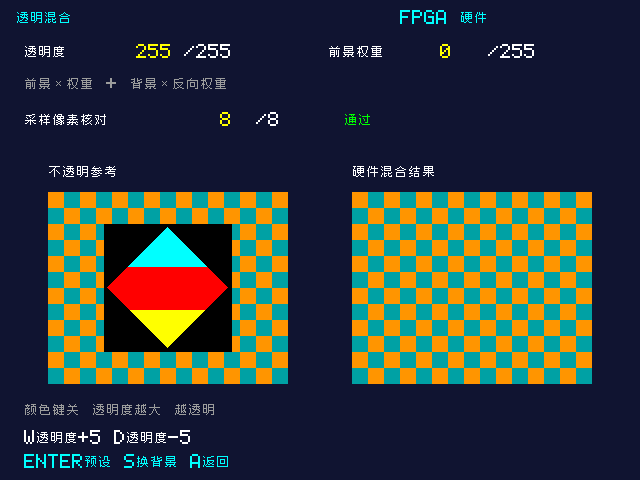 透明混合 FPGA 硬件
透明度 255 /255 前景权重 0 /255
前景×权重 + 背景×反向权重
采样像素核对 8 /8 通过
不透明参考 硬件混合结果
颜色键关 透明度越大 越透明
W透明度+5 D透明度-5
ENTER预设 S换背景 A返回